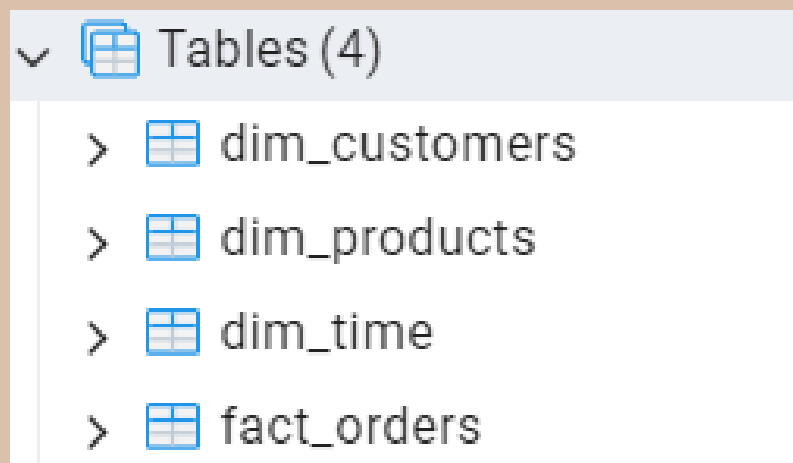 Tables (4)
dim_customers
dim_products
dim_time
fact_orders